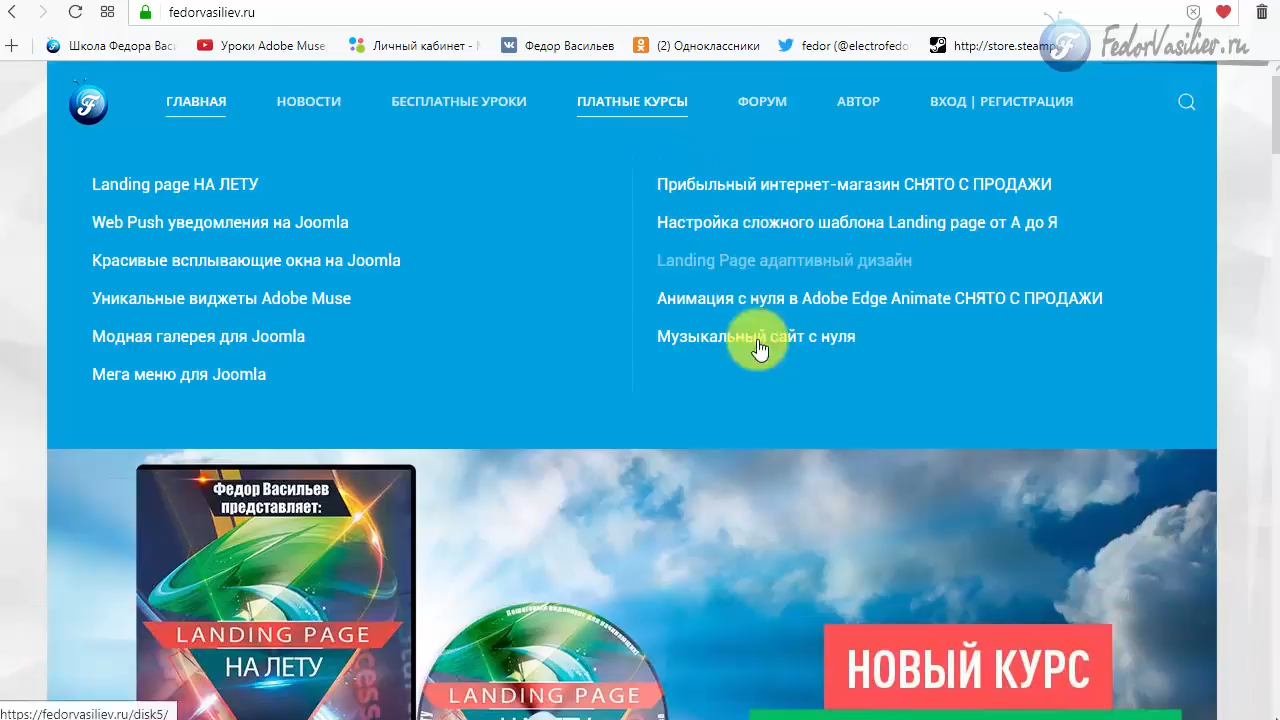 fedorvasiliev.ru
Школа Федора Вас
Уроки Adobe Muse
Личный кабинет -
Федор Васильев
(2) Одноклассники
fedor (@electrofedo
http://store.steamp
FedorVasiliev.ru
ГЛАВНАЯ
НОВОСТИ
БЕСПЛАТНЫЕ УРОКИ
ПЛАТНЫЕ КУРСЫ
ФОРУМ
АВТОР
ВХОД | РЕГИСТРАЦИЯ
Landing page НА ЛЕТУ
Web Push уведомления на Joomla
Красивые всплывающие окна на Joomla
Уникальные виджеты Adobe Muse
Модная галерея для Joomla
Мега меню для Joomla
Прибыльный интернет-магазин СНЯТО С ПРОДАЖИ
Настройка сложного шаблона Landing page от А до Я
Landing Page адаптивный дизайн
Анимация с нуля в Adobe Edge Animate СНЯТО С ПРОДАЖИ
Музыкальный сайт с нуля
Федор Васильев
представляет:
LANDING PAGE
НА ЛЕТУ
LANDING PAGE
НОВЫЙ КУРС
https://fedorvasiliev.ru/disk5/